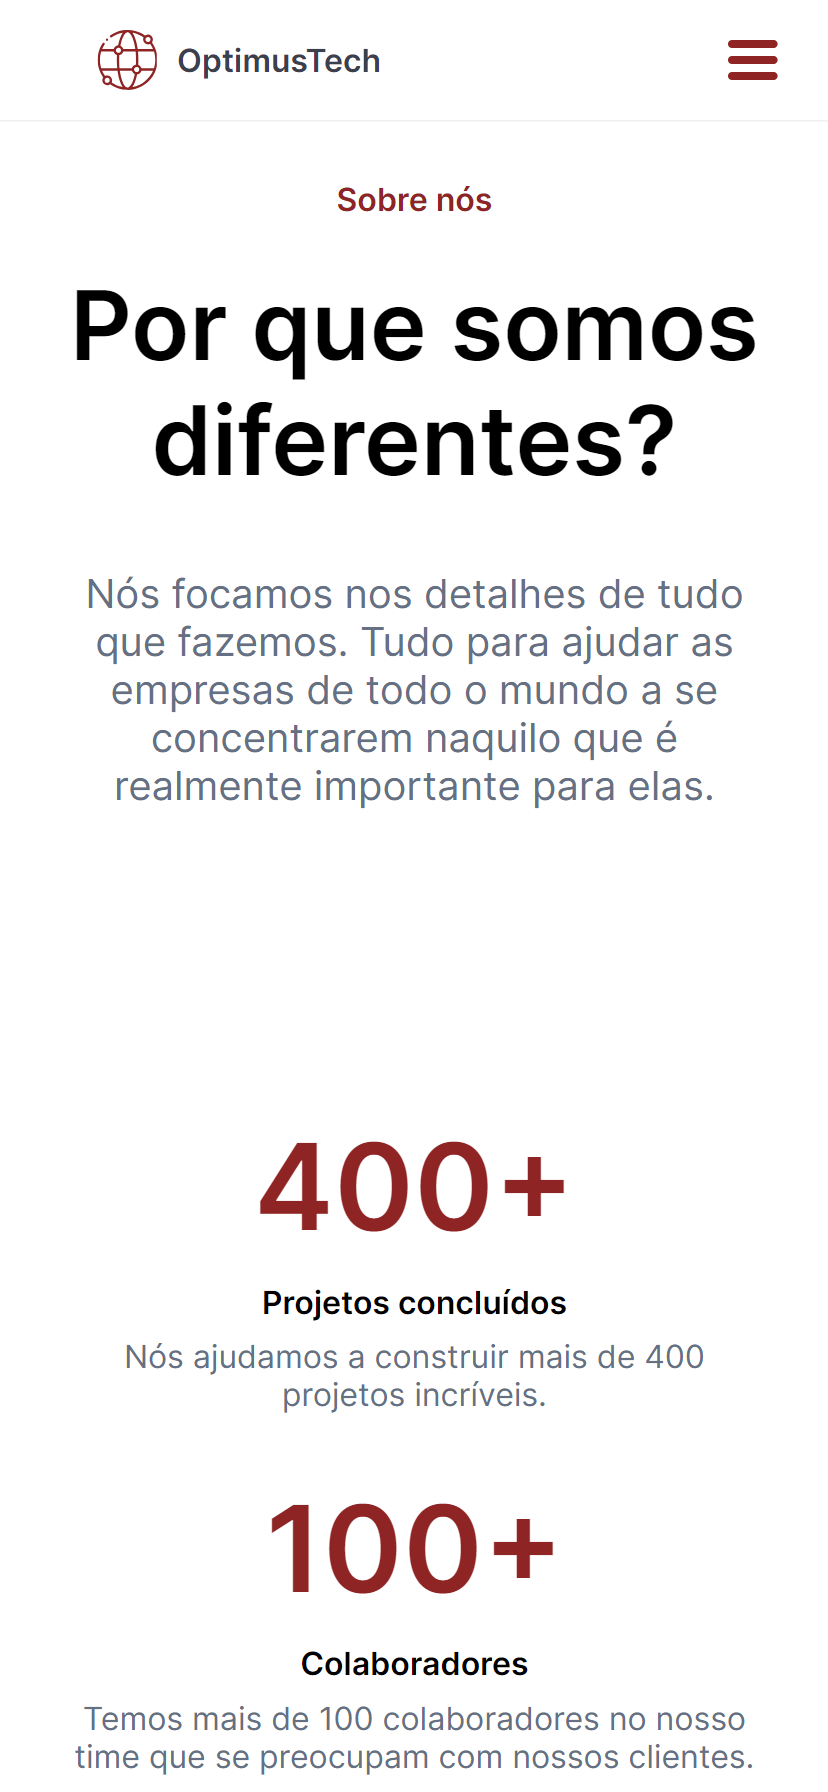 OptimusTech
Sobre nós
Por que somos
diferentes?
Nós focamos nos detalhes de tudo
que fazemos. Tudo para ajudar as
empresas de todo o mundo a se
concentrarem naquilo que é
realmente importante para elas.
400+
Projetos concluídos
Nós ajudamos a construir mais de 400
projetos incríveis.
100+
Colaboradores
Temos mais de 100 colaboradores no nosso
time que se preocupam com nossos clientes.